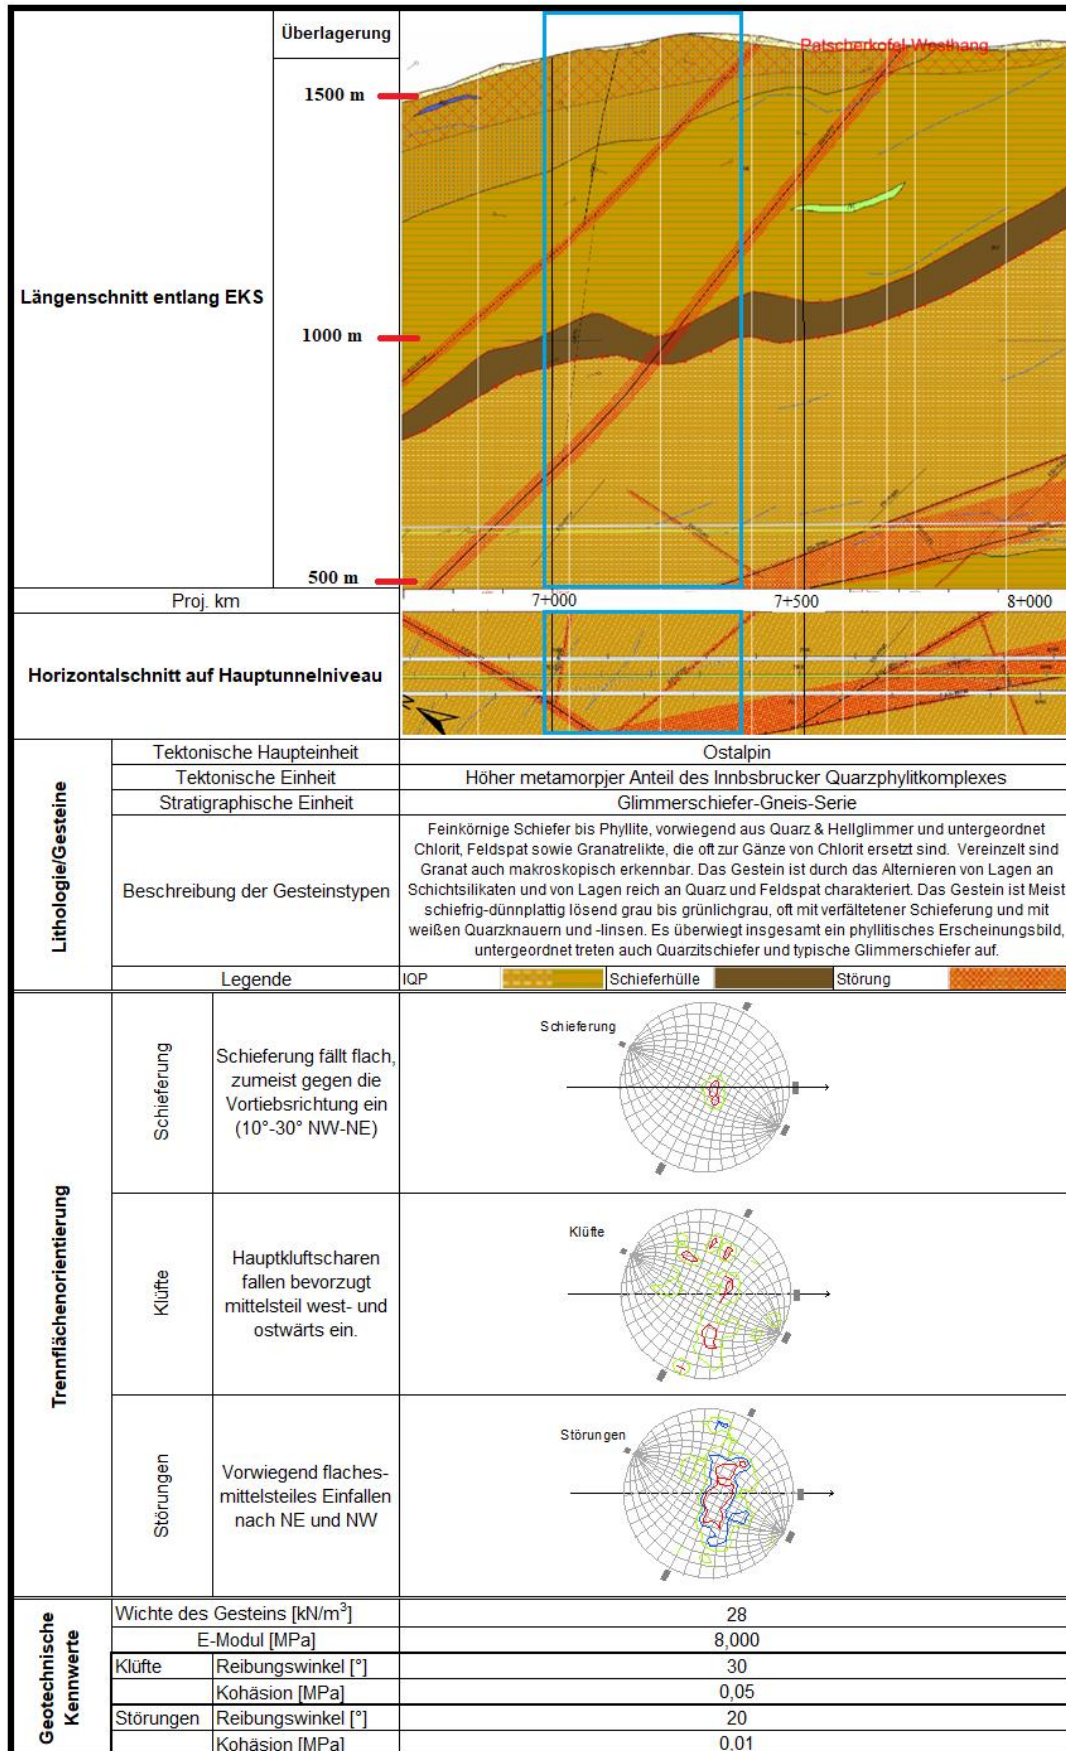 Überlagerung
Patscherkofel-Westhang
1500 m
Längenschnitt entlang EKS
1000 m
500 m
Proj. km
7+000
7+500
8+000
Horizontalschnitt auf Hauptunnelniveau
Lithologie/Gesteine
Tektonische Haupteinheit
Ostalpin
Tektonische Einheit
Höher metamorpjer Anteil des Innbsbrucker Quarzphylitkomplexes
Stratigraphische Einheit
Glimmerschiefer-Gneis-Serie
Beschreibung der Gesteinstypen
Feinkörnige Schiefer bis Phyllite, vorwiegend aus Quarz & Hellglimmer und untergeordnet
Chlorit, Feldspat sowie Granatrelikte, die oft zur Gänze von Chlorit ersetzt sind. Vereinzelt sind
Granat auch makroskopisch erkennbar. Das Gestein ist durch das Alternieren von Lagen an
Schichtsilikaten und von Lagen reich an Quarz und Feldspat charakteriert. Das Gestein ist Meist
schiefrig-dünnplattig lösend grau bis grünlichgrau, oft mit verfältetener Schieferung und mit
weißen Quarzknauern und -linsen. Es überwiegt insgesamt ein phyllitisches Erscheinungsbild,
untergeordnet treten auch Quarzitschiefer und typische Glimmerschiefer auf.
Legende
IQP
Schieferhülle
Störung
Trennflächenorientierung
Schieferung
Schieferung fällt flach,
zumeist gegen die
Vortiebsrichtung ein
(10°-30° NW-NE)
Schieferung
Klüfte
Hauptkluftscharen
fallen bevorzugt
mittelsteil west- und
ostwärts ein.
Klüfte
Störungen
Vorwiegend flaches-
mittelsteiles Einfallen
nach NE und NW
Störungen
Geotechnische
Kennwerte
Wichte des Gesteins [kN/m³]
28
E-Modul [MPa]
8,000
Klüfte
Reibungswinkel [°]
30
Kohäsion [MPa]
0,05
Störungen
Reibungswinkel [°]
20
Kohäsion [MPa]
0,01